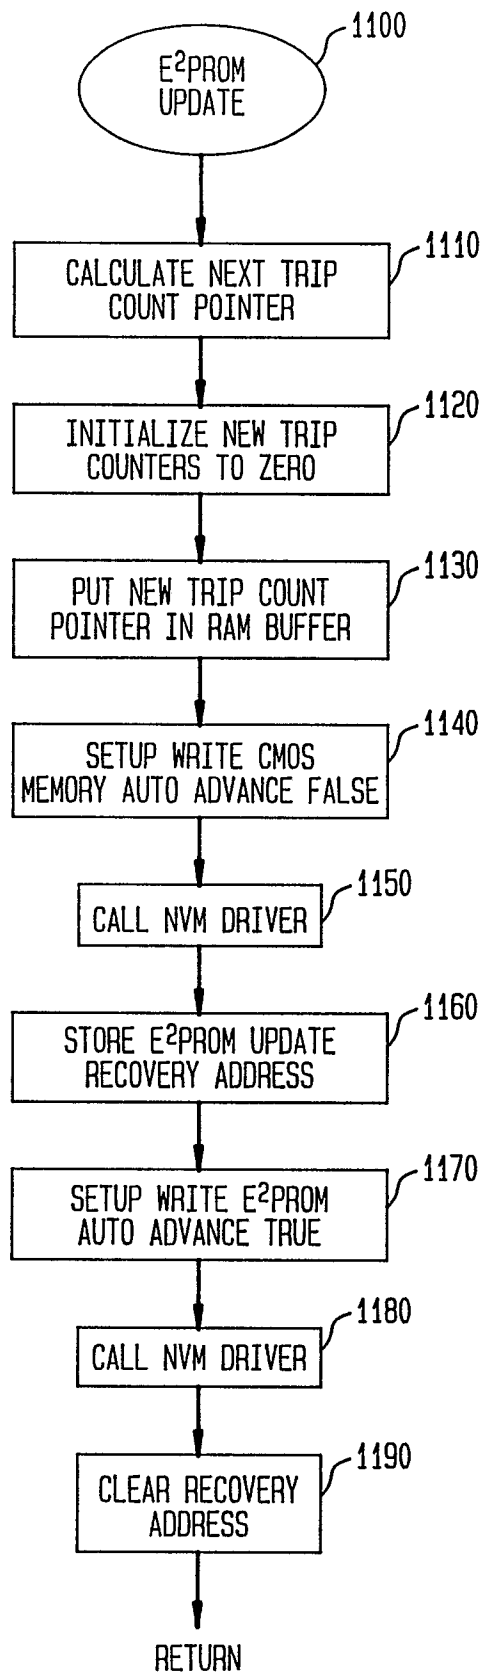 1100
E²PROM
UPDATE
1110
CALCULATE NEXT TRIP
COUNT POINTER
1120
INITIALIZE NEW TRIP
COUNTERS TO ZERO
1130
PUT NEW TRIP COUNT
POINTER IN RAM BUFFER
1140
SETUP WRITE CMOS
MEMORY AUTO ADVANCE FALSE
1150
CALL NVM DRIVER
1160
STORE E²PROM UPDATE
RECOVERY ADDRESS
1170
SETUP WRITE E²PROM
AUTO ADVANCE TRUE
1180
CALL NVM DRIVER
1190
CLEAR RECOVERY
ADDRESS
RETURN